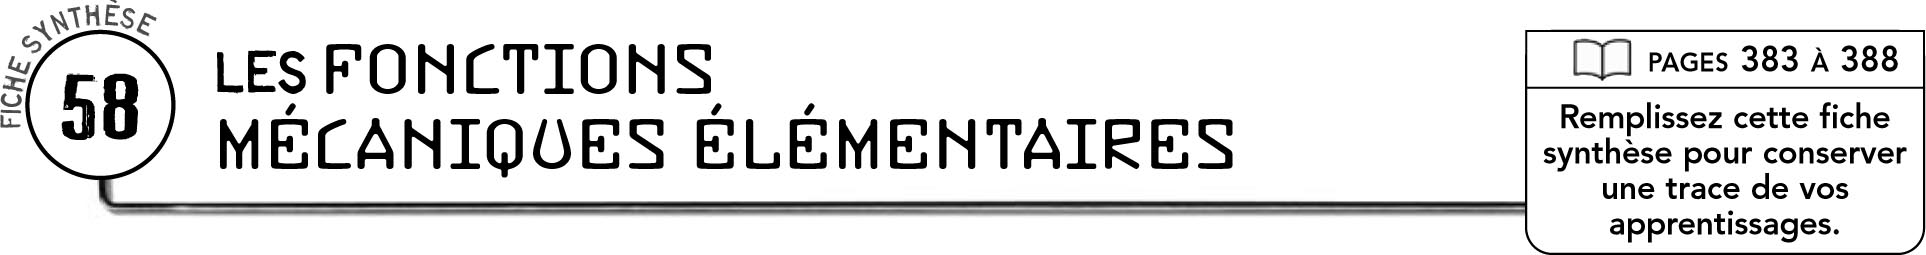 FICHE SYNTHÈSE
58
LES FONCTIONS
MÉCANIQUES ÉLÉMENTAIRES
PAGES 383 À 388
Remplissez cette fiche
synthèse pour conserver
une trace de vos
apprentissages.